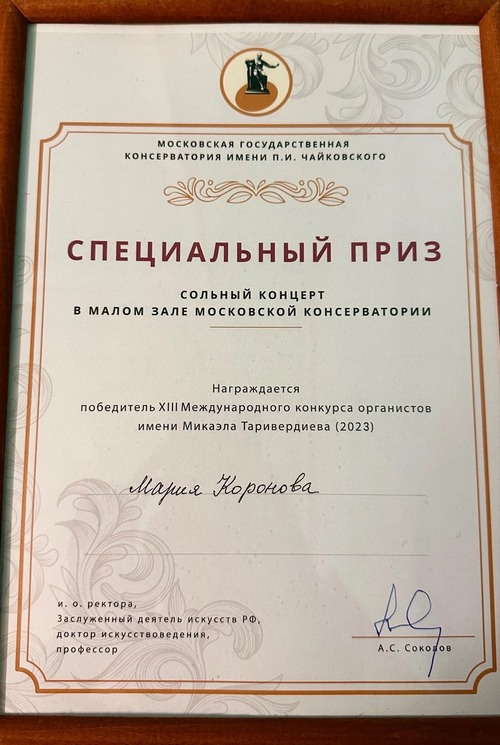 МОСКОВСКАЯ ГОСУДАРСТВЕННАЯ
КОНСЕРВАТОРИЯ ИМЕНИ П.И. ЧАЙКОВСКОГО
СПЕЦИАЛЬНЫЙ ПРИЗ
СОЛЬНЫЙ КОНЦЕРТ
В МАЛОМ ЗАЛЕ МОСКОВСКОЙ КОНСЕРВАТОРИИ
Награждается
победитель XIII Международного конкурса органистов
имени Микаэла Таривердиева (2023)
Мария Коронова
и. о. ректора,
Заслуженный деятель искусств РФ,
доктор искусствоведения,
профессор
А.С. Соколов